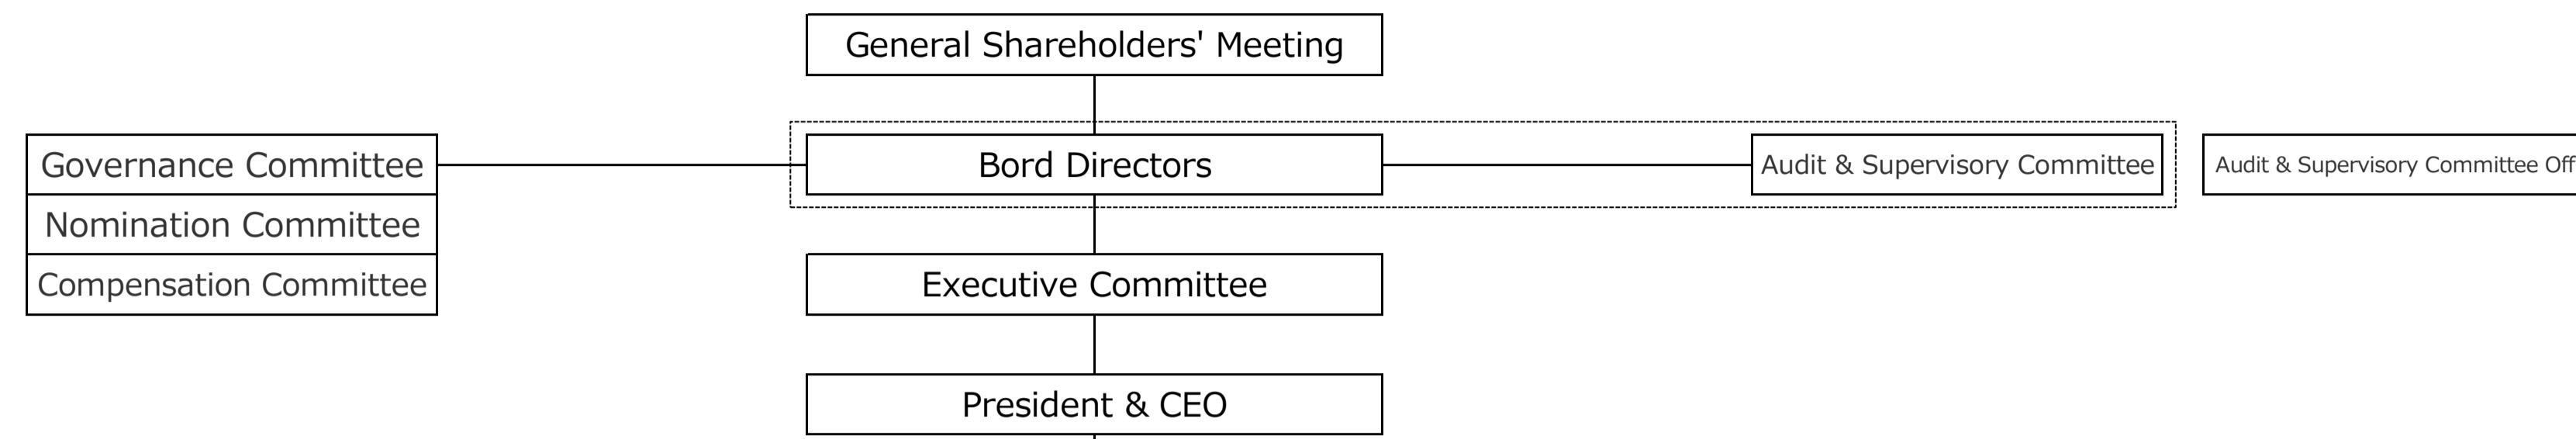 General Shareholders' Meeting
Governance Committee
Bord Directors
Audit & Supervisory Committee
Audit & Supervisory Committee Off
Nomination Committee
Compensation Committee
Executive Committee
President & CEO